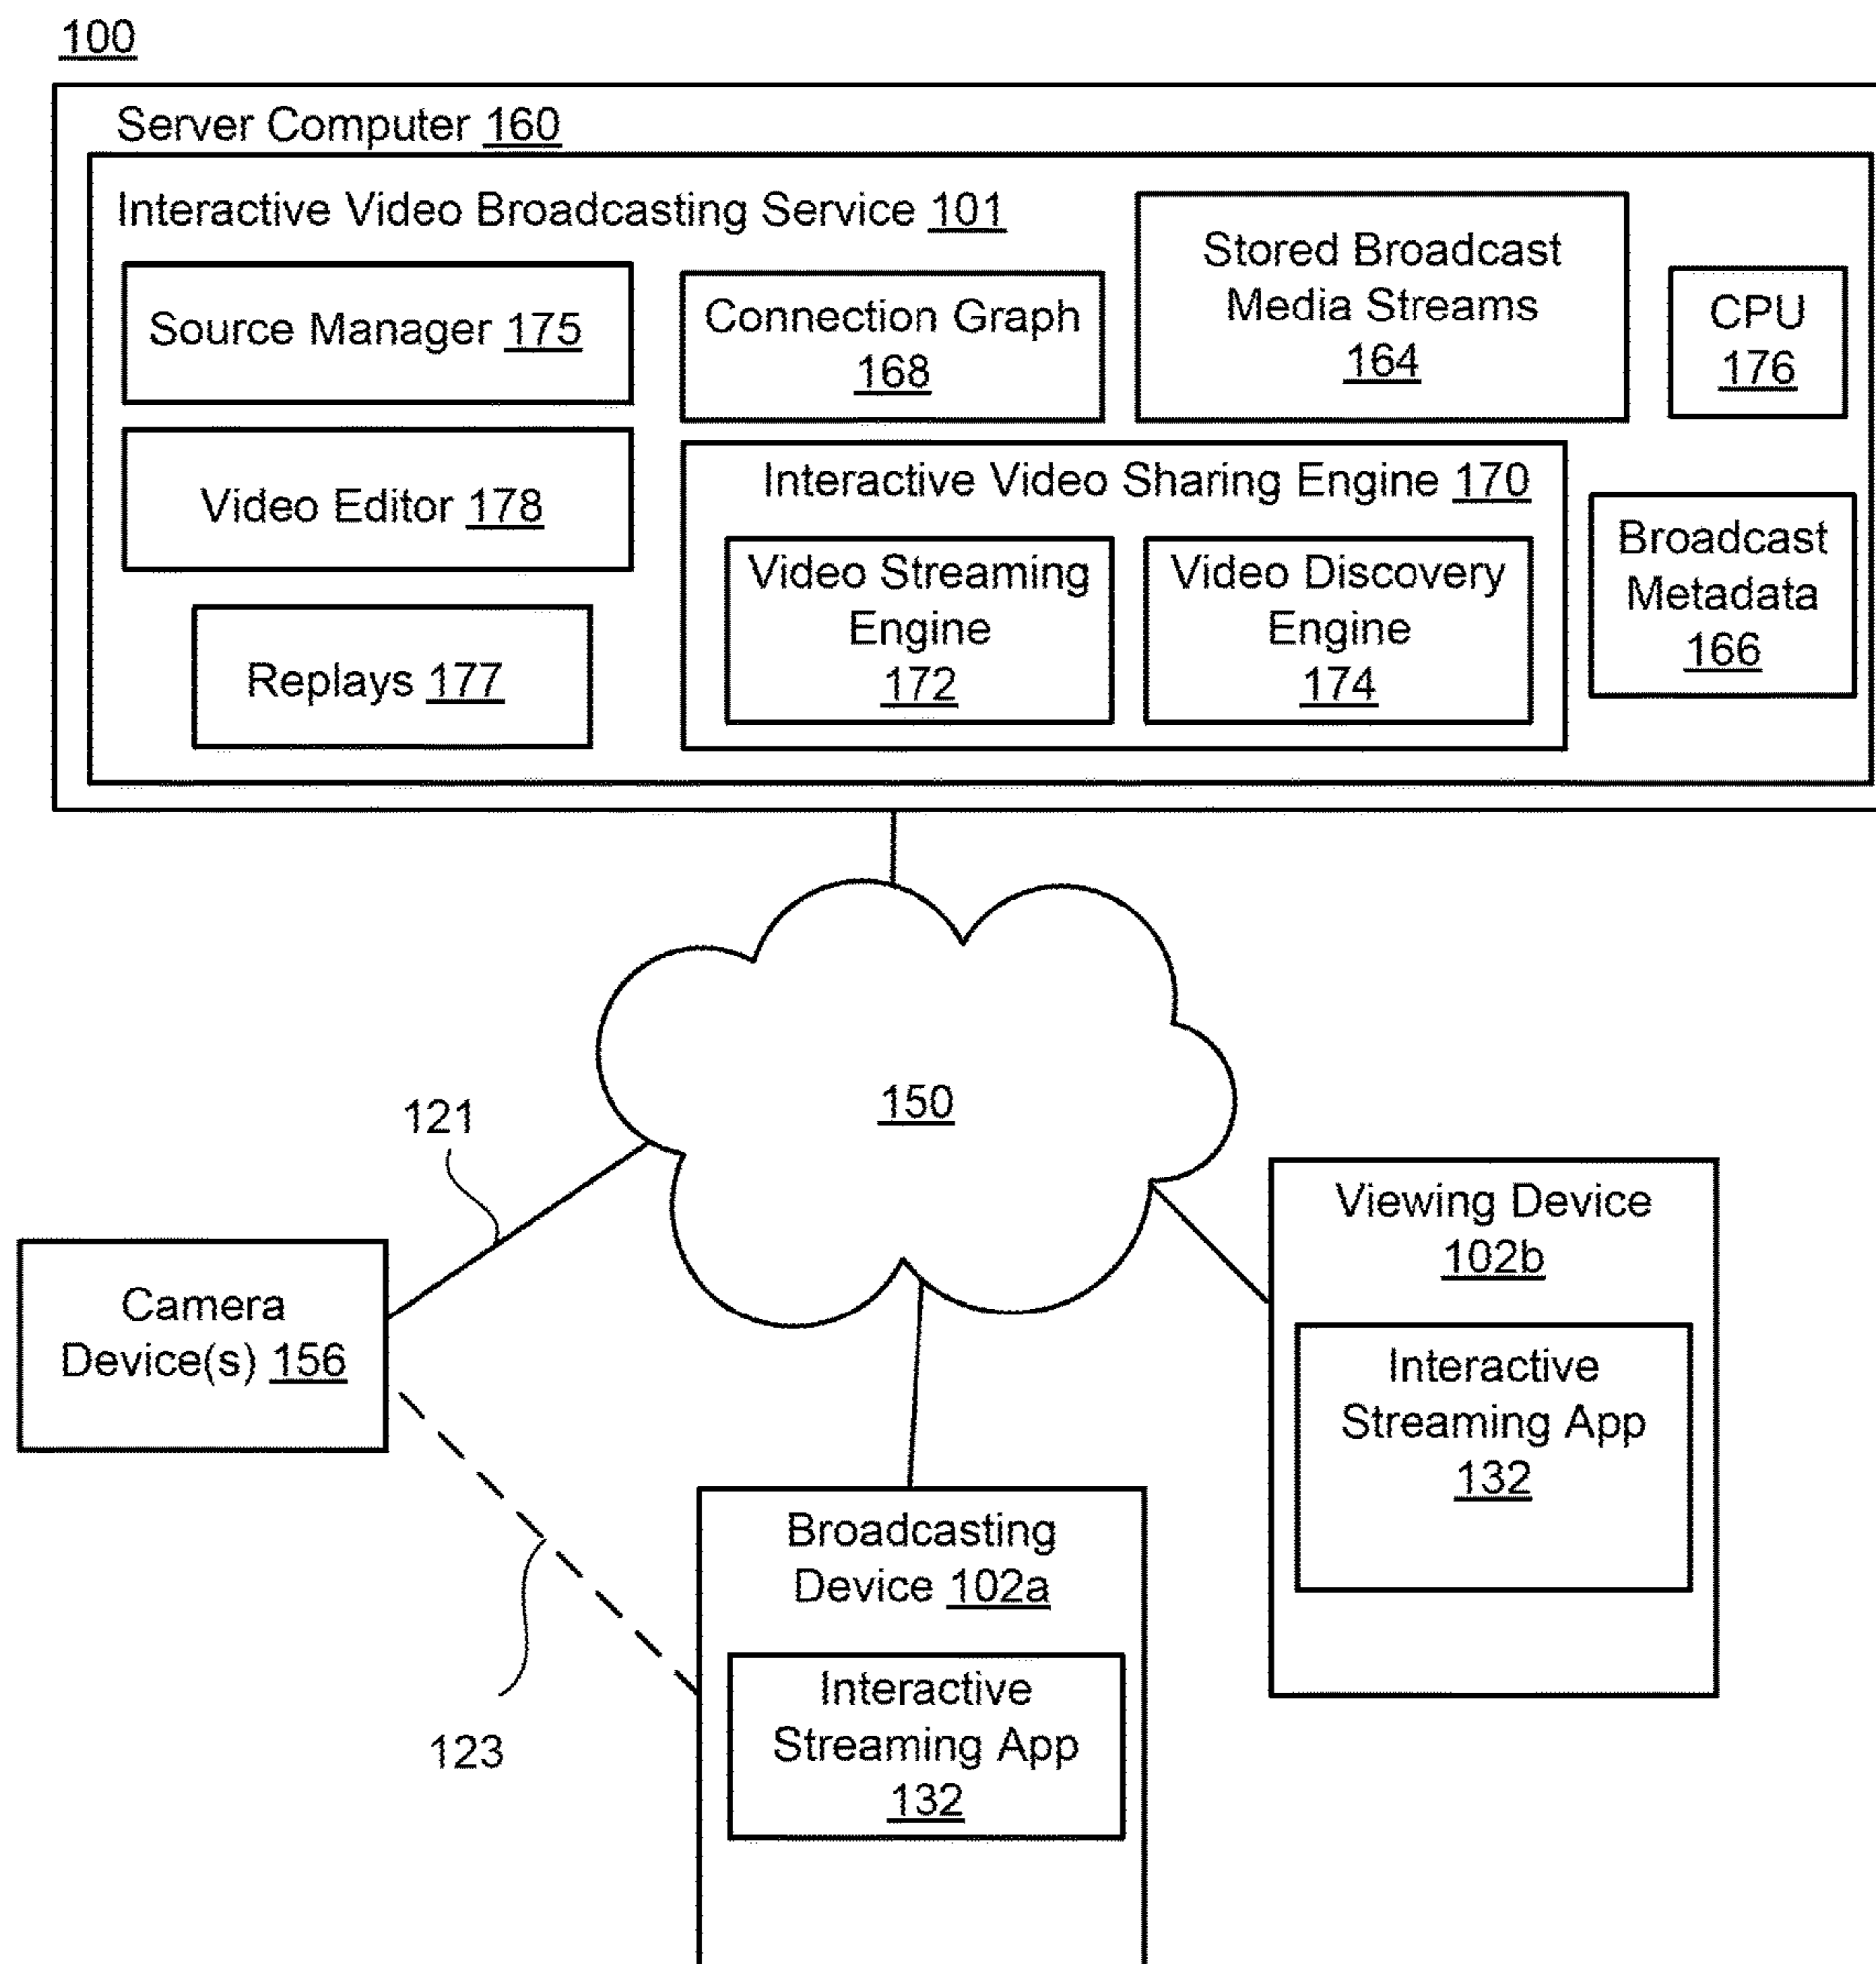 100
Server Computer 160
Interactive Video Broadcasting Service 101
Source Manager 175
Connection Graph
168
Stored Broadcast
Media Streams
164
CPU
176
Video Editor 178
Interactive Video Sharing Engine 170
Video Streaming
Engine
172
Video Discovery
Engine
174
Broadcast
Metadata
166
Replays 177
150
121
Camera
Device(s) 156
123
Viewing Device
102b
Interactive
Streaming App
132
Broadcasting
Device 102a
Interactive
Streaming App
132